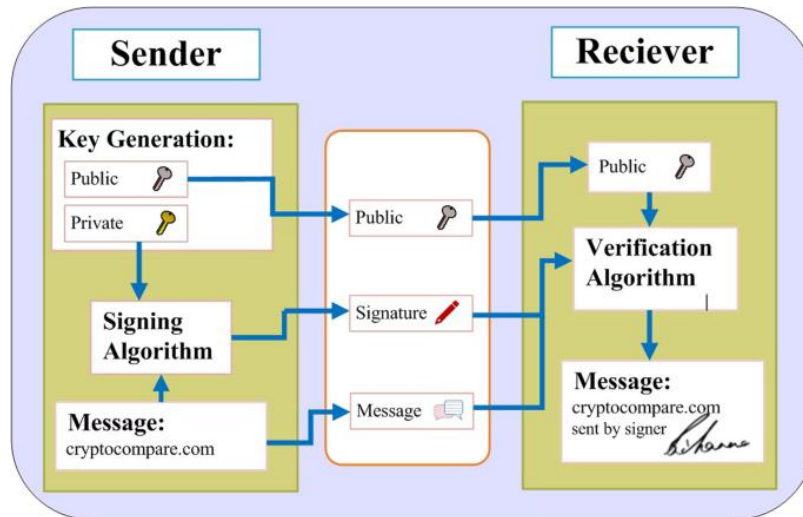 Sender
Reciever
Key Generation:
Public
Private
Signing
Algorithm
Message:
cryptocompare.com
Public
Signature
Message
Public
Verification
Algorithm
Message:
cryptocompare.com
sent by signer
Rihanna